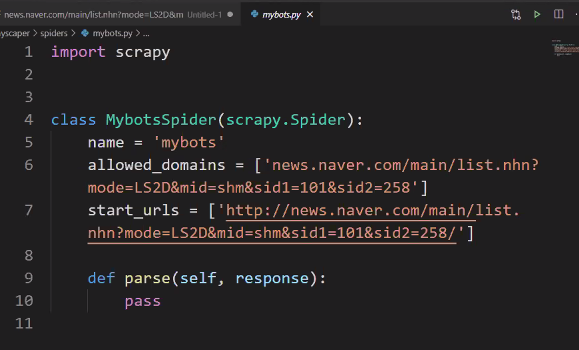 news.naver.com/main/list.nhn?mode=LS2D&m Untitled-1
mybots.py
yscaper > spiders > mybots.py > ...
1 import scrapy
2
3
4 class MybotsSpider(scrapy.Spider):
5 name = 'mybots'
6 allowed_domains = ['news.naver.com/main/list.nhn?
mode=LS2D&mid=shm&sid1=101&sid2=258']
7 start_urls = ['http://news.naver.com/main/list.
nhn?mode=LS2D&mid=shm&sid1=101&sid2=258/']
8
9 def parse(self, response):
10 pass
11